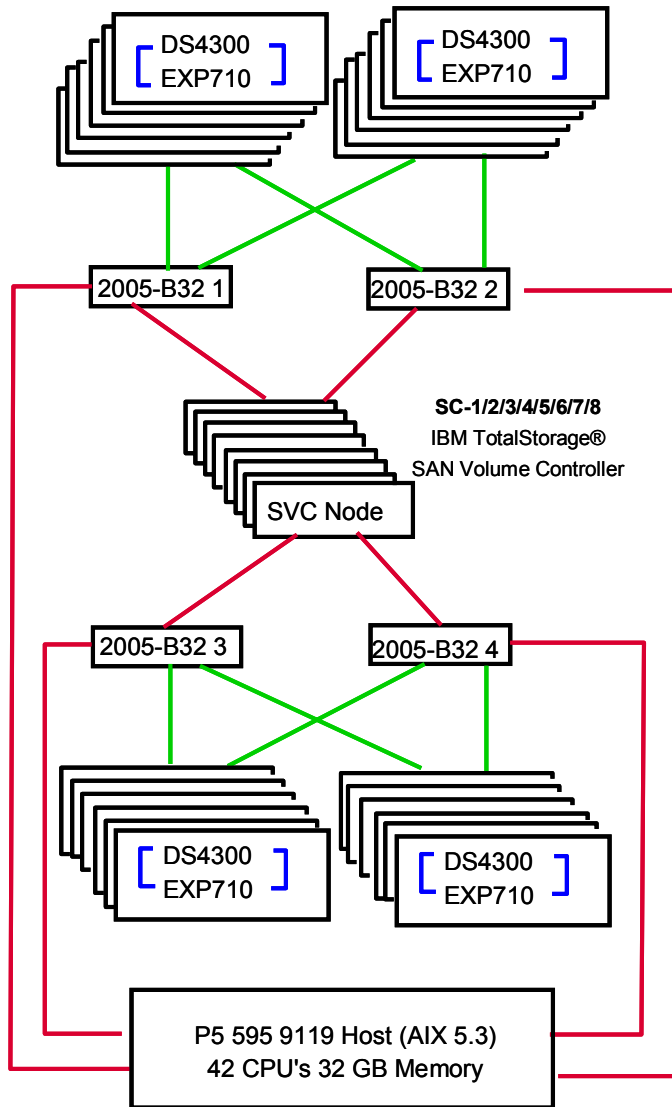 DS4300
EXP710
DS4300
EXP710
2005-B32 1
2005-B32 2
SC-1/2/3/4/5/6/7/8
IBM TotalStorage®
SAN Volume Controller
SVC Node
2005-B32 3
2005-B32 4
DS4300
EXP710
DS4300
EXP710
P5 595 9119 Host (AIX 5.3)
42 CPU's 32 GB Memory